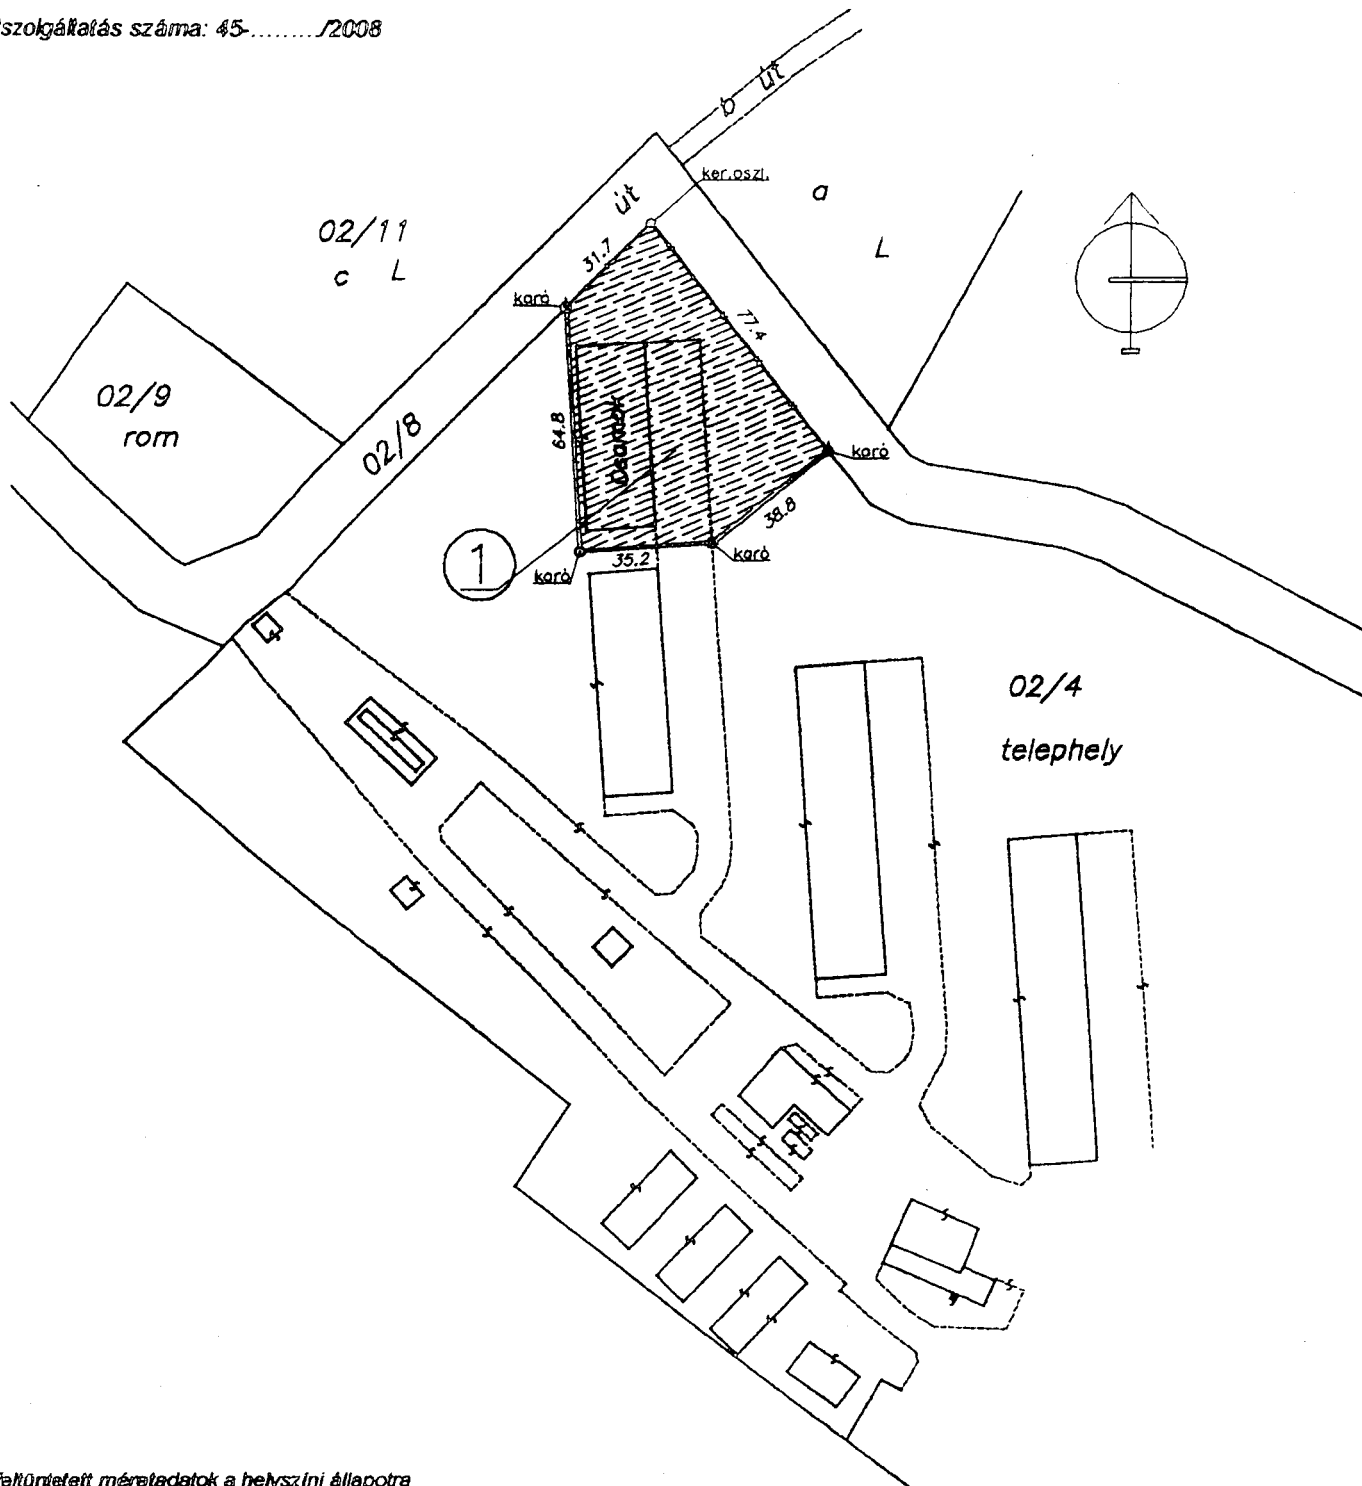 szolgáltatás száma: 45-......../2008
b út
ker.oszl.
út
a
02/11
c L
L
31.7
karó
77.4
02/9
rom
02/8
64.8
karó
38.8
1
35.2
karó
karó
02/4
telephely
feltüntetett méretadatok a helyszíni állapotra